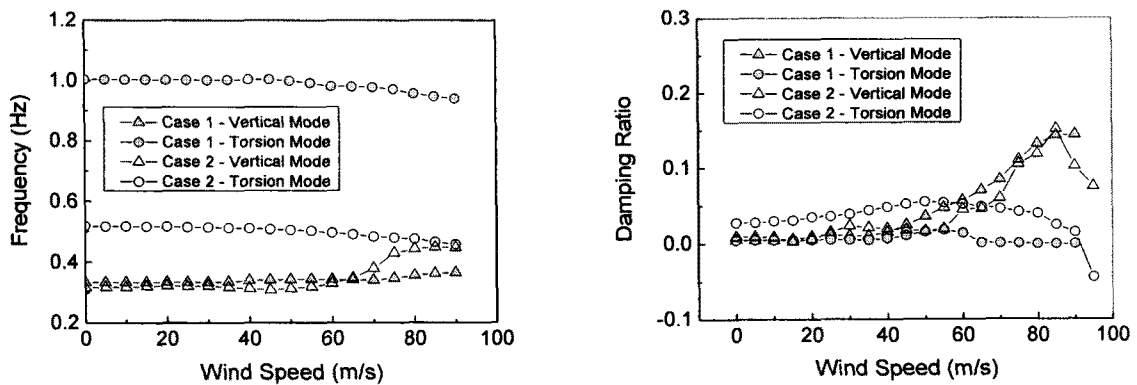 1.2
1.0
0.8
0.6
0.4
0.2
Frequency (Hz)
Case 1 - Vertical Mode
Case 1 - Torsion Mode
Case 2 - Vertical Mode
Case 2 - Torsion Mode
0 20 40 60 80 100
Wind Speed (m/s)
0.3
0.2
0.1
0.0
-0.1
Damping Ratio
Case 1 - Vertical Mode
Case 1 - Torsion Mode
Case 2 - Vertical Mode
Case 2 - Torsion Mode
0 20 40 60 80 100
Wind Speed (m/s)